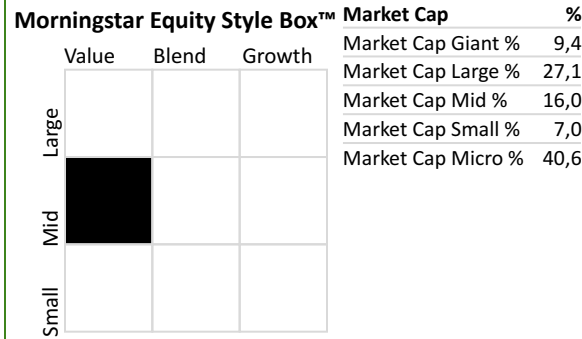 Morningstar Equity Style Box™
Value Blend Growth
Large
Mid
Small
Market Cap %
Market Cap Giant % 9,4
Market Cap Large % 27,1
Market Cap Mid % 16,0
Market Cap Small % 7,0
Market Cap Micro % 40,6